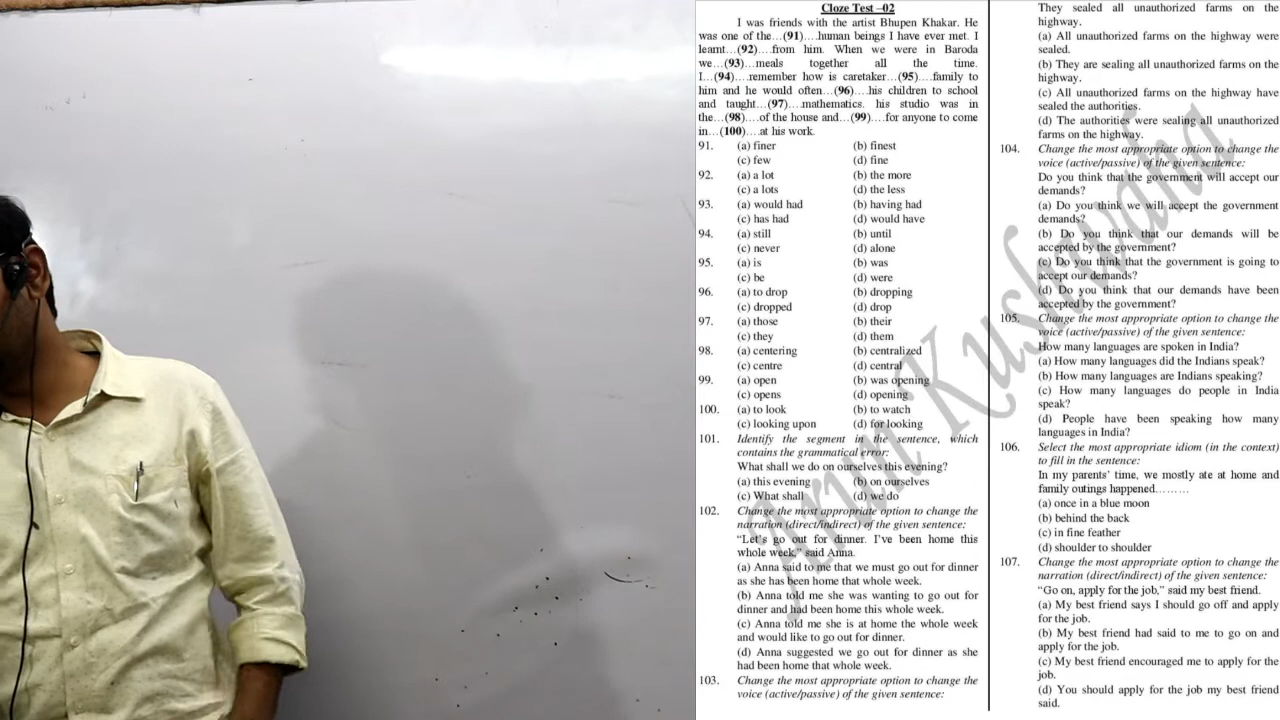 Cloze Test –02
I was friends with the artist Bhupen Khakar. He
was one of the…(91)….human beings I have ever met. I
learnt…(92)….from him. When we were in Baroda
we…(93)…meals together all the time.
I…(94)….remember how is caretaker…(95)….family to
him and he would often…(96)….his children to school
and taught…(97)….mathematics. his studio was in
the…(98)….of the house and…(99)….for anyone to come
in…(100)….at his work.
91. (a) finer (b) finest
(c) few (d) fine
92. (a) a lot (b) the more
(c) a lots (d) the less
93. (a) would had (b) having had
(c) has had (d) would have
94. (a) still (b) until
(c) never (d) alone
95. (a) is (b) was
(c) be (d) were
96. (a) to drop (b) dropping
(c) dropped (d) drop
97. (a) those (b) their
(c) they (d) them
98. (a) centering (b) centralized
(c) centre (d) central
99. (a) open (b) was opening
(c) opens (d) opening
100. (a) to look (b) to watch
(c) looking upon (d) for looking
101. Identify the segment in the sentence, which
contains the grammatical error:
What shall we do on ourselves this evening?
(a) this evening (b) on ourselves
(c) What shall (d) we do
102. Change the most appropriate option to change the
narration (direct/indirect) of the given sentence:
“Let’s go out for dinner. I’ve been home this
whole week,” said Anna.
(a) Anna said to me that we must go out for dinner
as she has been home that whole week.
(b) Anna told me she was wanting to go out for
dinner and had been home this whole week.
(c) Anna told me she is at home the whole week
and would like to go out for dinner.
(d) Anna suggested we go out for dinner as she
had been home that whole week.
103. Change the most appropriate option to change the
voice (active/passive) of the given sentence:
They sealed all unauthorized farms on the
highway.
(a) All unauthorized farms on the highway were
sealed.
(b) They are sealing all unauthorized farms on the
highway.
(c) All unauthorized farms on the highway have
sealed the authorities.
(d) The authorities were sealing all unauthorized
farms on the highway.
104. Change the most appropriate option to change the
voice (active/passive) of the given sentence:
Do you think that the government will accept our
demands?
(a) Do you think we will accept the government
demands?
(b) Do you think that our demands will be
accepted by the government?
(c) Do you think that the government is going to
accept our demands?
(d) Do you think that our demands have been
accepted by the government?
105. Change the most appropriate option to change the
voice (active/passive) of the given sentence:
How many languages are spoken in India?
(a) How many languages did the Indians speak?
(b) How many languages are Indians speaking?
(c) How many languages do people in India
speak?
(d) People have been speaking how many
languages in India?
106. Select the most appropriate idiom (in the context)
to fill in the sentence:
In my parents’ time, we mostly ate at home and
family outings happened………
(a) once in a blue moon
(b) behind the back
(c) in fine feather
(d) shoulder to shoulder
107. Change the most appropriate option to change the
narration (direct/indirect) of the given sentence:
“Go on, apply for the job,” said my best friend.
(a) My best friend says I should go off and apply
for the job.
(b) My best friend had said to me to go on and
apply for the job.
(c) My best friend encouraged me to apply for the
job.
(d) You should apply for the job my best friend
said.
Arun Kushwaha